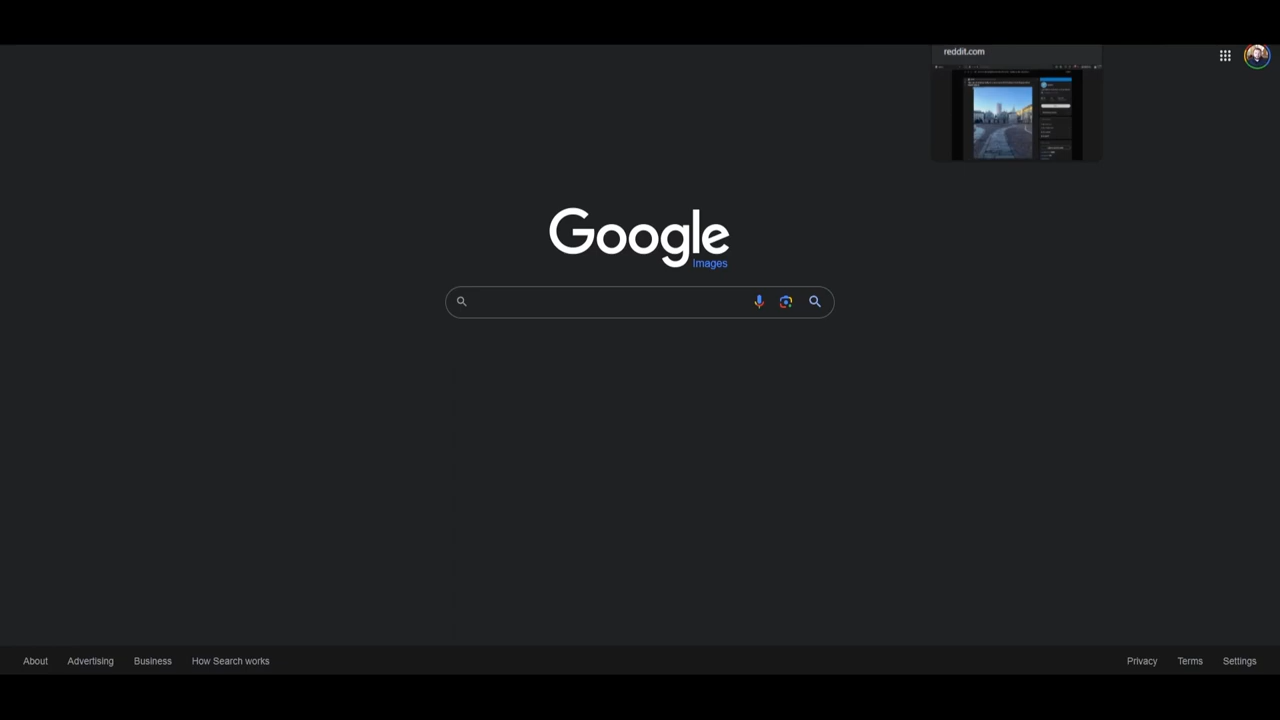 reddit.com
Google
Images
About Advertising Business How Search works Privacy Terms Settings